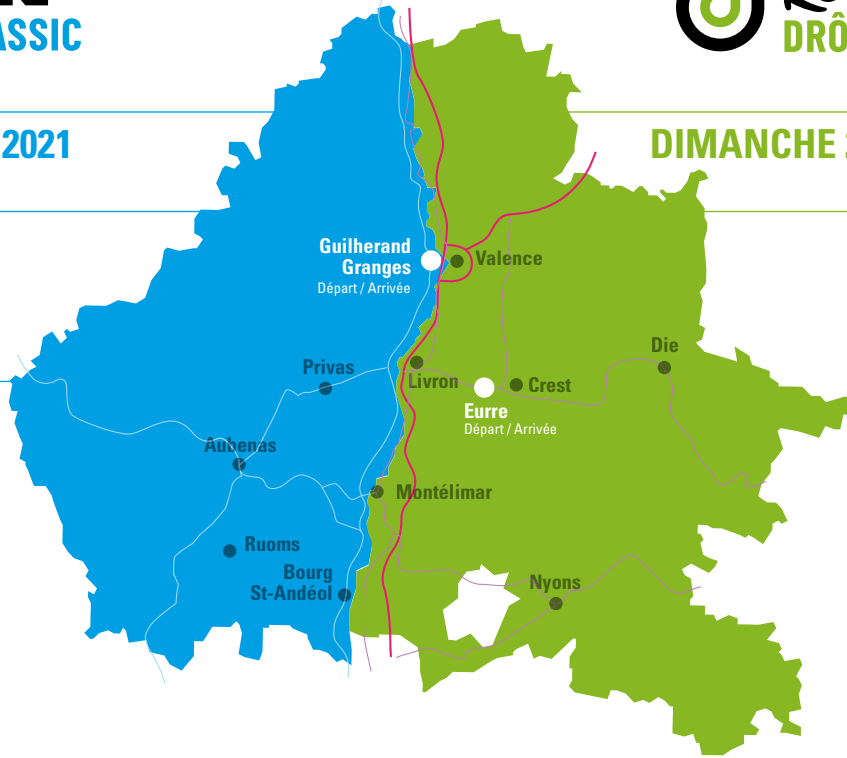 ASSIC
DRÔ
2021
DIMANCHE
Guilherand
Granges
Départ / Arrivée
Valence
Privas
Livron
Crest
Die
Eurre
Départ / Arrivée
Aubenas
Montélimar
Ruoms
Bourg
St-Andéol
Nyons